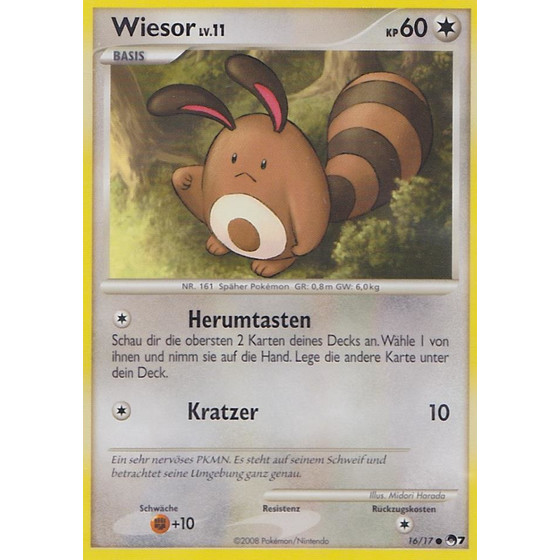 Wiesor LV.11
KP 60
BASIS
NR. 161 Späher Pokémon GR: 0,8 m GW: 6,0kg
Herumtasten
Schau dir die obersten 2 Karten deines Decks an. Wähle 1 von
ihnen und nimm sie auf die Hand. Lege die andere Karte unter
dein Deck.
Kratzer 10
Ein sehr nervöses PKMN. Es steht auf seinem Schweif und
betrachtet seine Umgebung ganz genau.
Illus. Midori Harada
Schwäche Resistenz Rückzugskosten
+10
©2008 Pokémon/Nintendo 16/17 ● 7